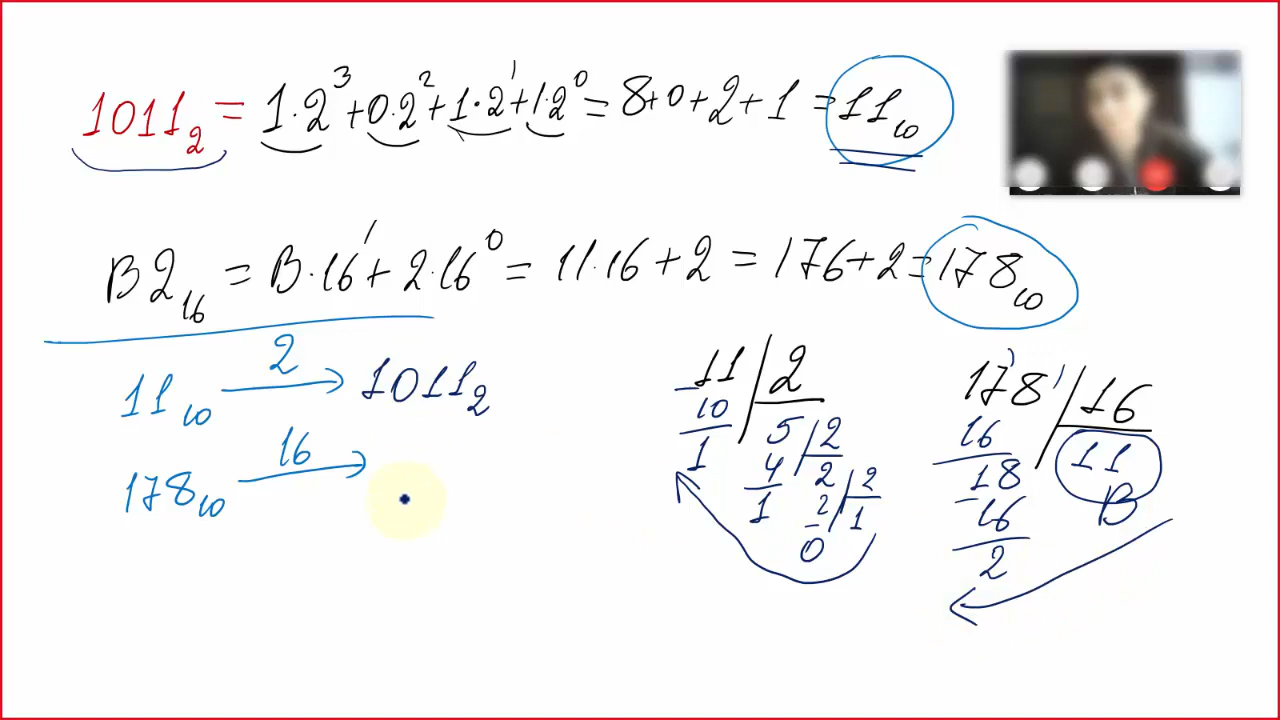 1011₂ = 1·2³+0·2²+1·2¹+1·2⁰=8+0+2+1=11₁₀
B2₁₆ = B·16¹+2·16⁰=11·16+2=176+2=178₁₀
11₁₀ 2 → 1011₂
178₁₀ 16 →
11 | 2
-10 5 | 2
1 4 2 | 2
1 -2 1
0
178 | 16
16 11
18 B
-16
2